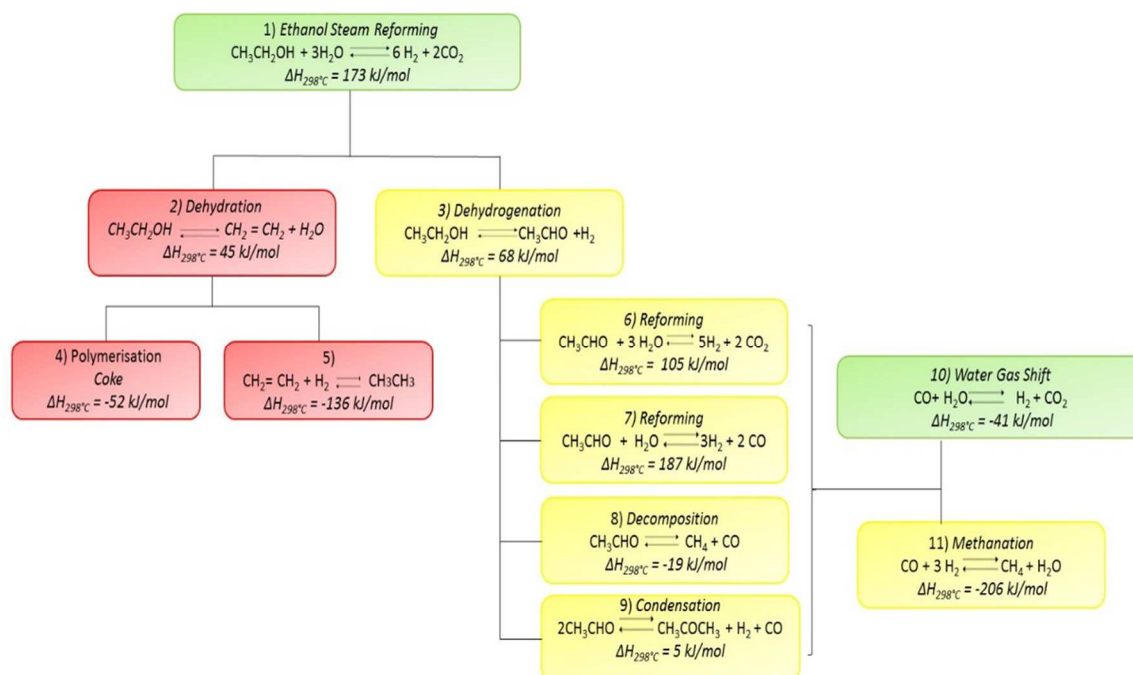 1) Ethanol Steam Reforming
CH₃CH₂OH + 3H₂O ⇌ 6 H₂ + 2CO₂
ΔH₂₉₈°C = 173 kJ/mol
2) Dehydration
CH₃CH₂OH ⇌ CH₂ = CH₂ + H₂O
ΔH₂₉₈°C = 45 kJ/mol
3) Dehydrogenation
CH₃CH₂OH ⇌ CH₃CHO +H₂
ΔH₂₉₈°C = 68 kJ/mol
4) Polymerisation
Coke
ΔH₂₉₈°C = -52 kJ/mol
5)
CH₂= CH₂ + H₂ ⇌ CH3CH3
ΔH₂₉₈°C = -136 kJ/mol
6) Reforming
CH₃CHO + 3 H₂O ⇌ 5H₂ + 2 CO₂
ΔH₂₉₈°C = 105 kJ/mol
7) Reforming
CH₃CHO + H₂O ⇌ 3H₂ + 2 CO
ΔH₂₉₈°C = 187 kJ/mol
8) Decomposition
CH₃CHO ⇌ CH₄ + CO
ΔH₂₉₈°C = -19 kJ/mol
9) Condensation
2CH₃CHO ⇌ CH₃COCH₃ + H₂ + CO
ΔH₂₉₈°C = 5 kJ/mol
10) Water Gas Shift
CO+ H₂O ⇌ H₂ + CO₂
ΔH₂₉₈°C = -41 kJ/mol
11) Methanation
CO + 3 H₂ ⇌ CH₄ + H₂O
ΔH₂₉₈°C = -206 kJ/mol